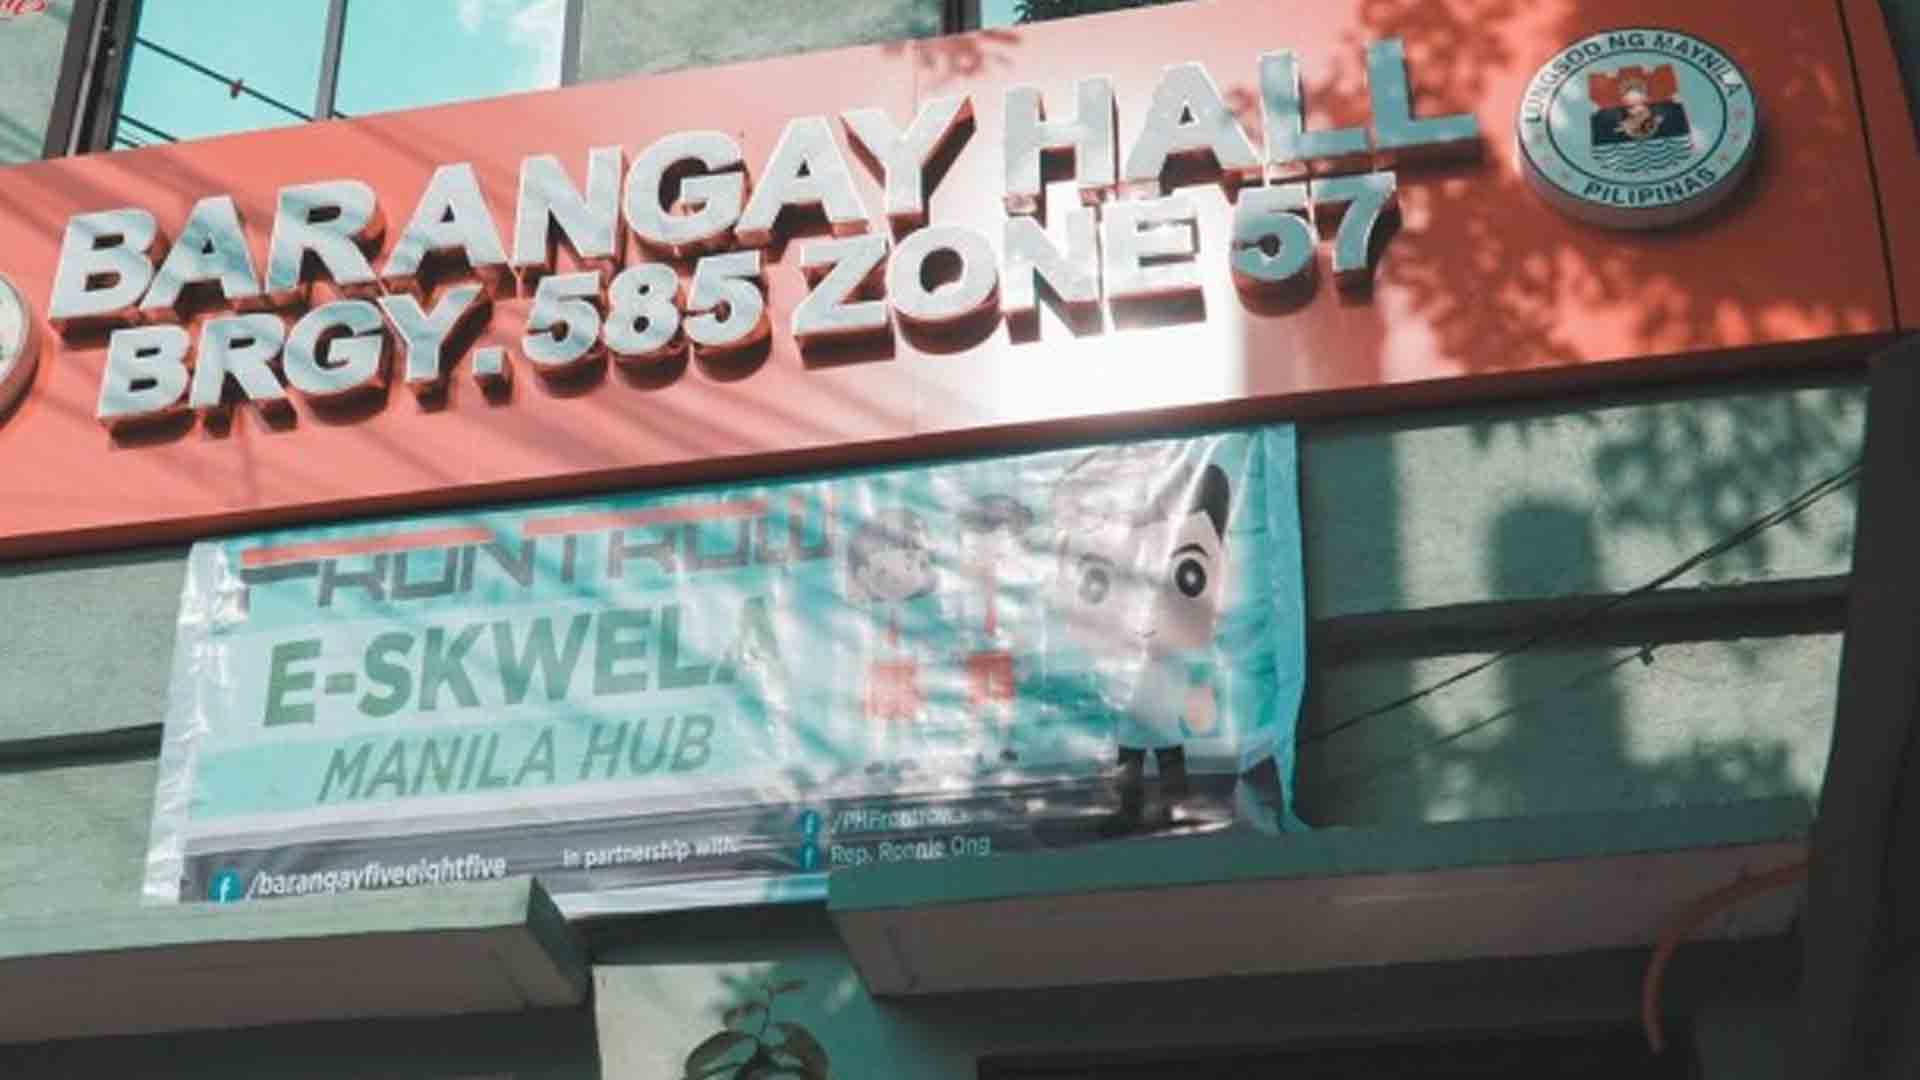 BARANGAY HALL
BRGY. 585 ZONE 57
LUNGSOD NG MAYNILA
PILIPINAS
FRONTROW
E-SKWELA
MANILA HUB
/barangayfiveeightfive
In partnership with:
/PHFrontrow
Rep. Ronnie Ong